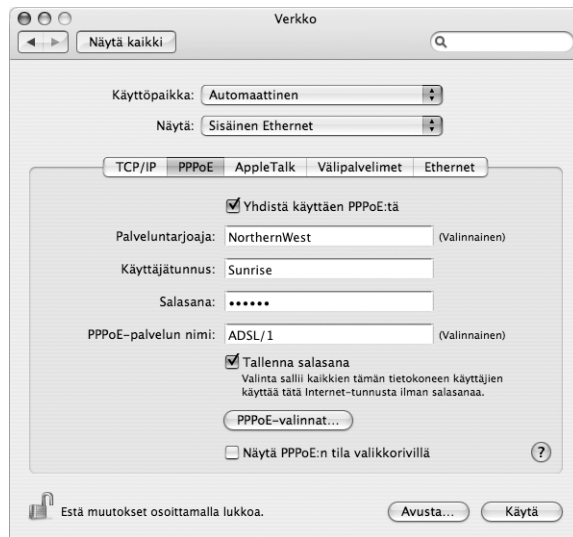 Verkko
Näytä kaikki
Käyttöpaikka: Automaattinen
Näytä: Sisäinen Ethernet
TCP/IP PPPoE AppleTalk Välipalvelimet Ethernet
Yhdistä käyttäen PPPoE:tä
Palveluntarjoaja: NorthernWest (Valinnainen)
Käyttäjätunnus: Sunrise
Salasana: ••••••
PPPoE-palvelun nimi: ADSL/1 (Valinnainen)
Tallenna salasana
Valinta sallii kaikkien tämän tietokoneen käyttäjien
käyttää tätä Internet-tunnusta ilman salasanaa.
PPPoE-valinnat...
Näytä PPPoE:n tila valikkorivillä ?
Estä muutokset osoittamalla lukkoa. Avusta... Käytä